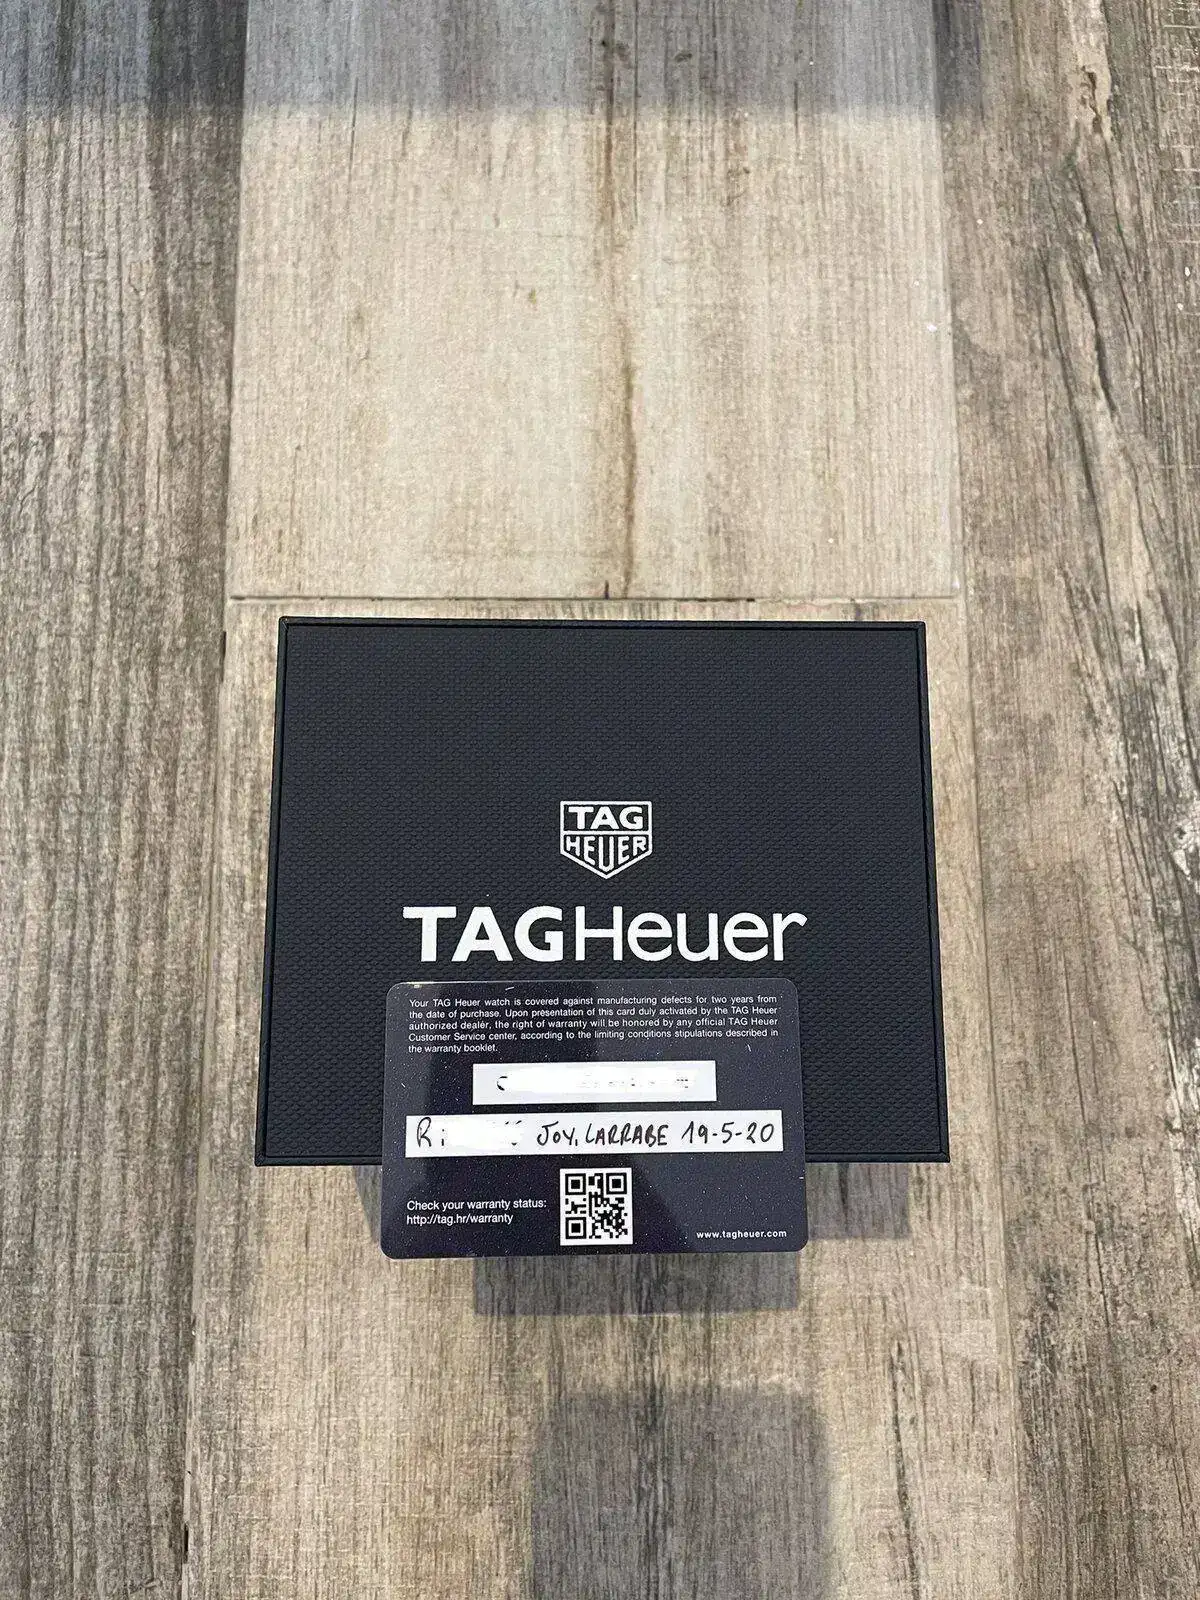 TAG
HEUER
TAGHeuer
Your TAG Heuer watch is covered against manufacturing defects for two years from
the date of purchase. Upon presentation of this card duly activated by the TAG Heuer
authorized dealer, the right of warranty will be honored by any official TAG Heuer
Customer Service center, according to the limiting conditions stipulations described in
the warranty booklet.
JOY. LARRABE 19-5-20
Check your warranty status:
http://tag.hr/warranty
www.tagheuer.com